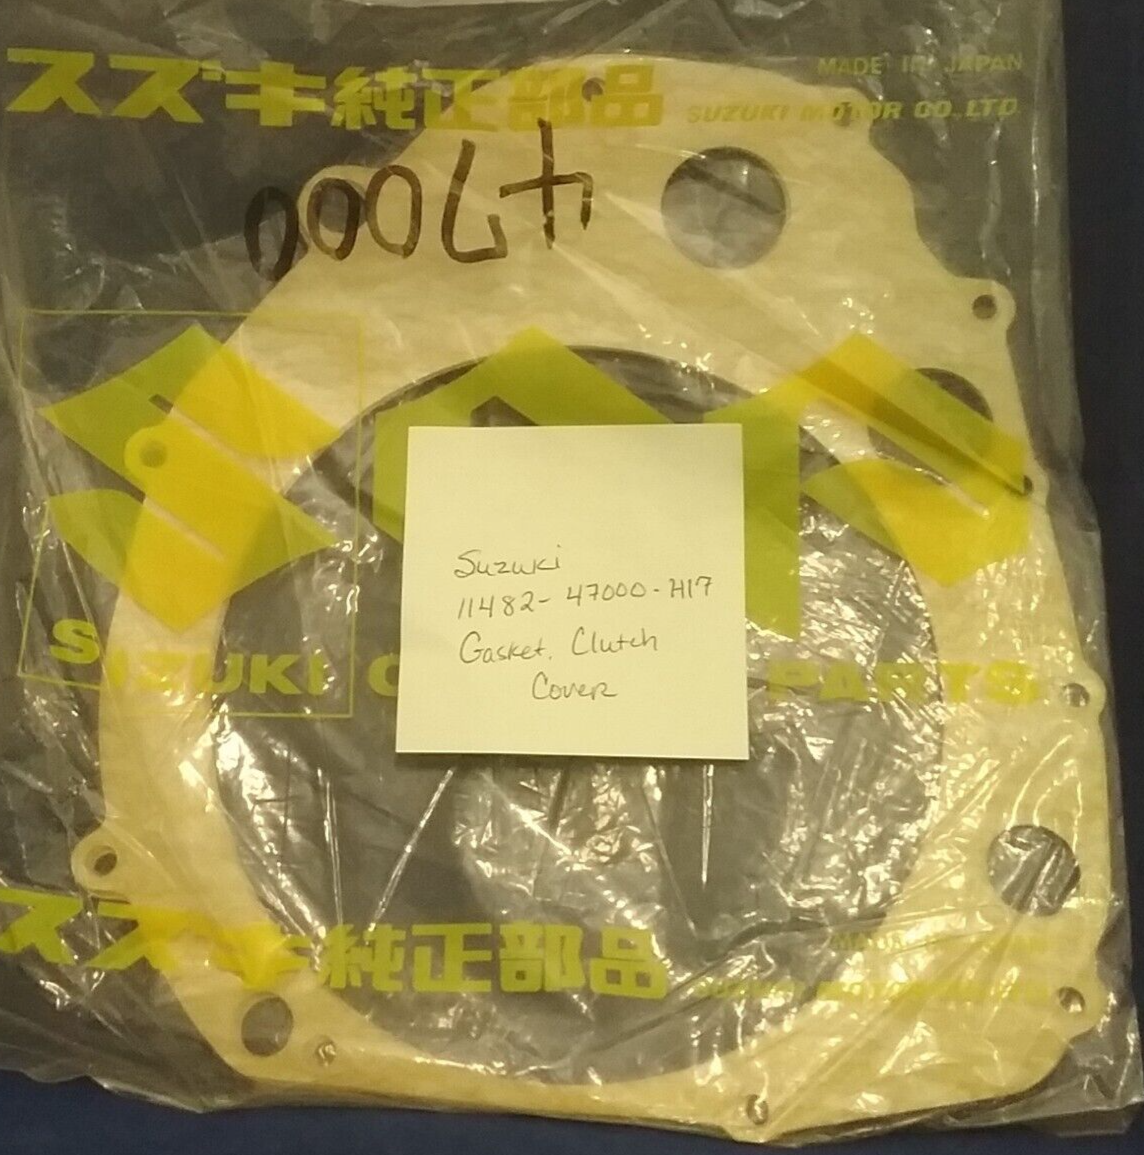 スズキ純正部品
MADE IN JAPAN
SUZUKI MOTOR CO. LTD.
47000
Suzuki
11482-47000-H17
Gasket, Clutch
Cover
SUZUKI
PARTS
スズキ純正部品